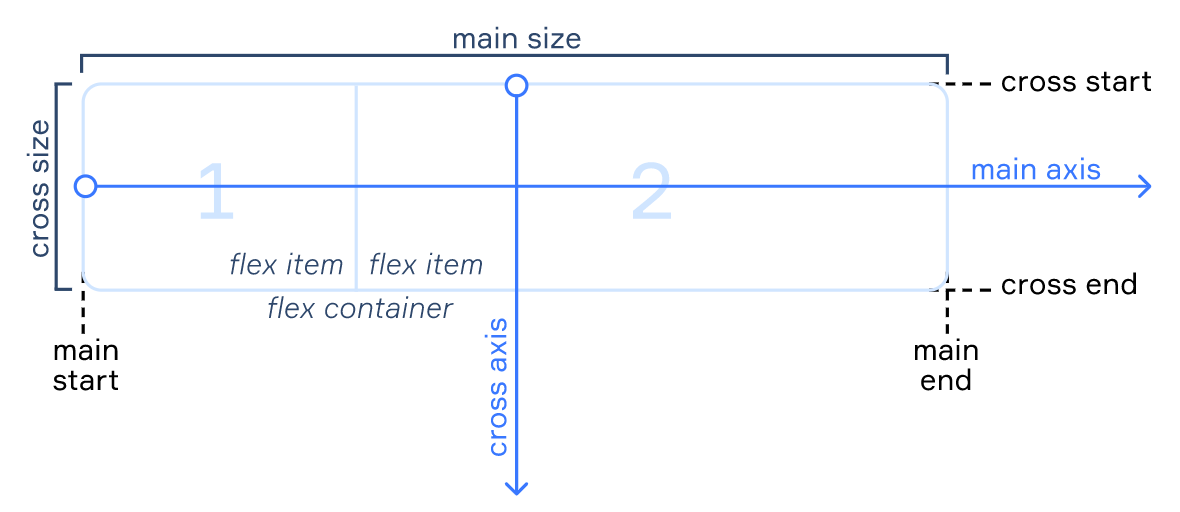 main size
cross start
cross size
main axis
1
2
flex item
flex item
cross end
flex container
cross axis
main
start
main
end